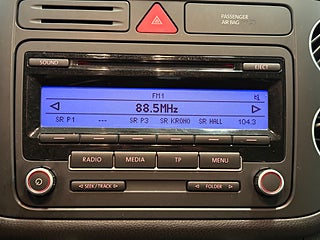 PASSENGER
AIR BAG
SOUND
EJECT
FM1
88.5MHz
SR P1 --- SR P3 SR KROHO SR HALL 104.3
RADIO MEDIA TP MENU
SEEK / TRACK FOLDER